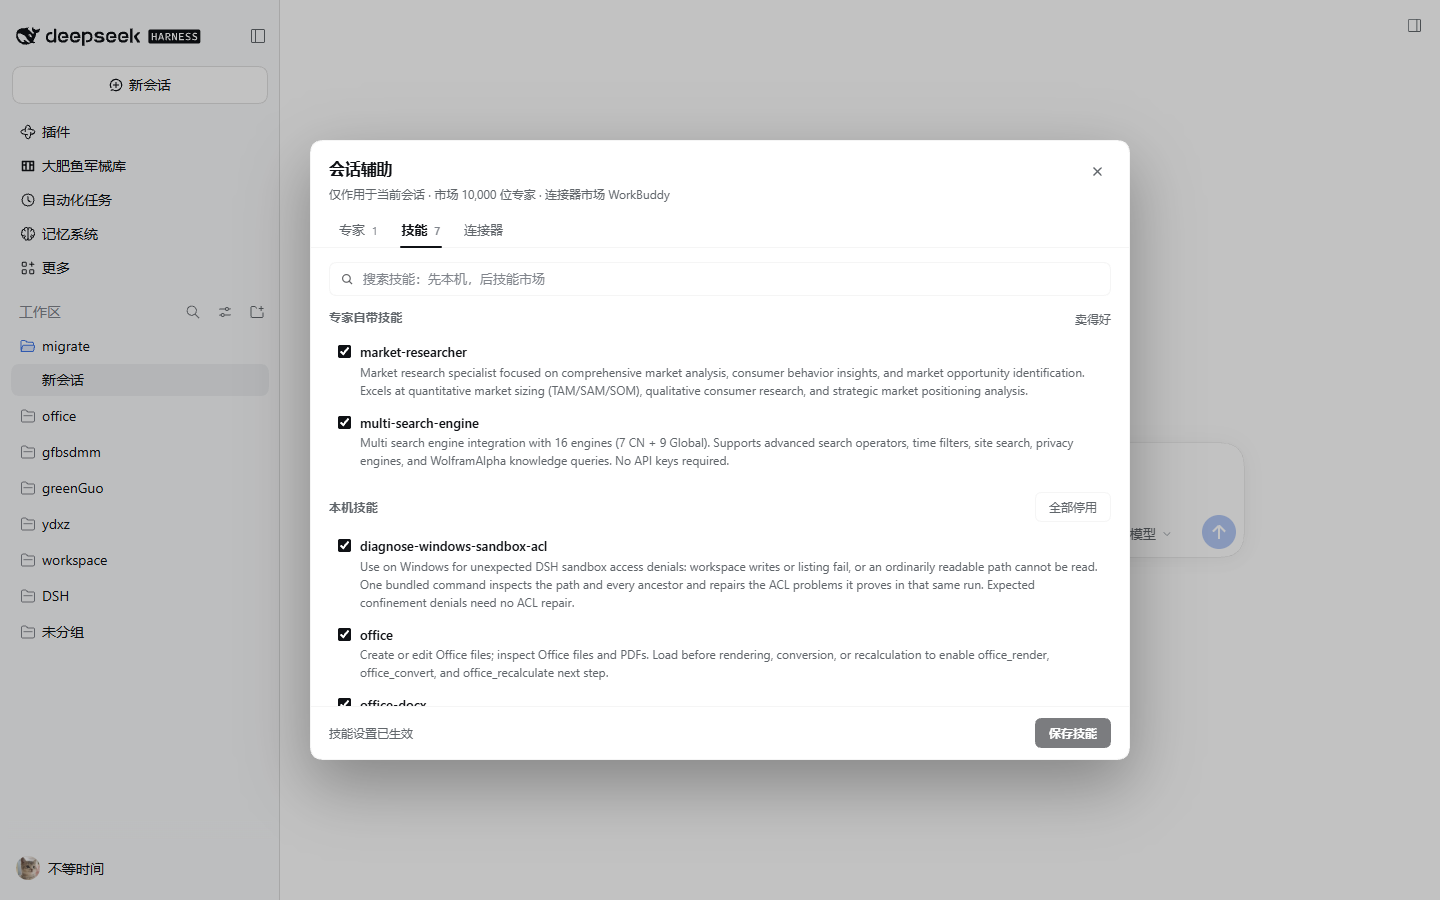 deepseek HARNESS
新会话
插件
大肥鱼军械库
自动化任务
记忆系统
更多
工作区
migrate
新会话
office
gfbsdmm
greenGuo
ydxz
workspace
DSH
未分组
不等时间
会话辅助
仅作用于当前会话 · 市场 10,000 位专家 · 连接器市场 WorkBuddy
专家 1 技能 7 连接器
搜索技能：先本机，后技能市场
专家自带技能 卖得好
market-researcher
Market research specialist focused on comprehensive market analysis, consumer behavior insights, and market opportunity identification.
Excels at quantitative market sizing (TAM/SAM/SOM), qualitative consumer research, and strategic market positioning analysis.
multi-search-engine
Multi search engine integration with 16 engines (7 CN + 9 Global). Supports advanced search operators, time filters, site search, privacy
engines, and WolframAlpha knowledge queries. No API keys required.
本机技能 全部停用
diagnose-windows-sandbox-acl
Use on Windows for unexpected DSH sandbox access denials: workspace writes or listing fail, or an ordinarily readable path cannot be read.
One bundled command inspects the path and every ancestor and repairs the ACL problems it proves in that same run. Expected
confinement denials need no ACL repair.
office
Create or edit Office files; inspect Office files and PDFs. Load before rendering, conversion, or recalculation to enable office_render,
office_convert, and office_recalculate next step.
office-docx
技能设置已生效 保存技能
模型